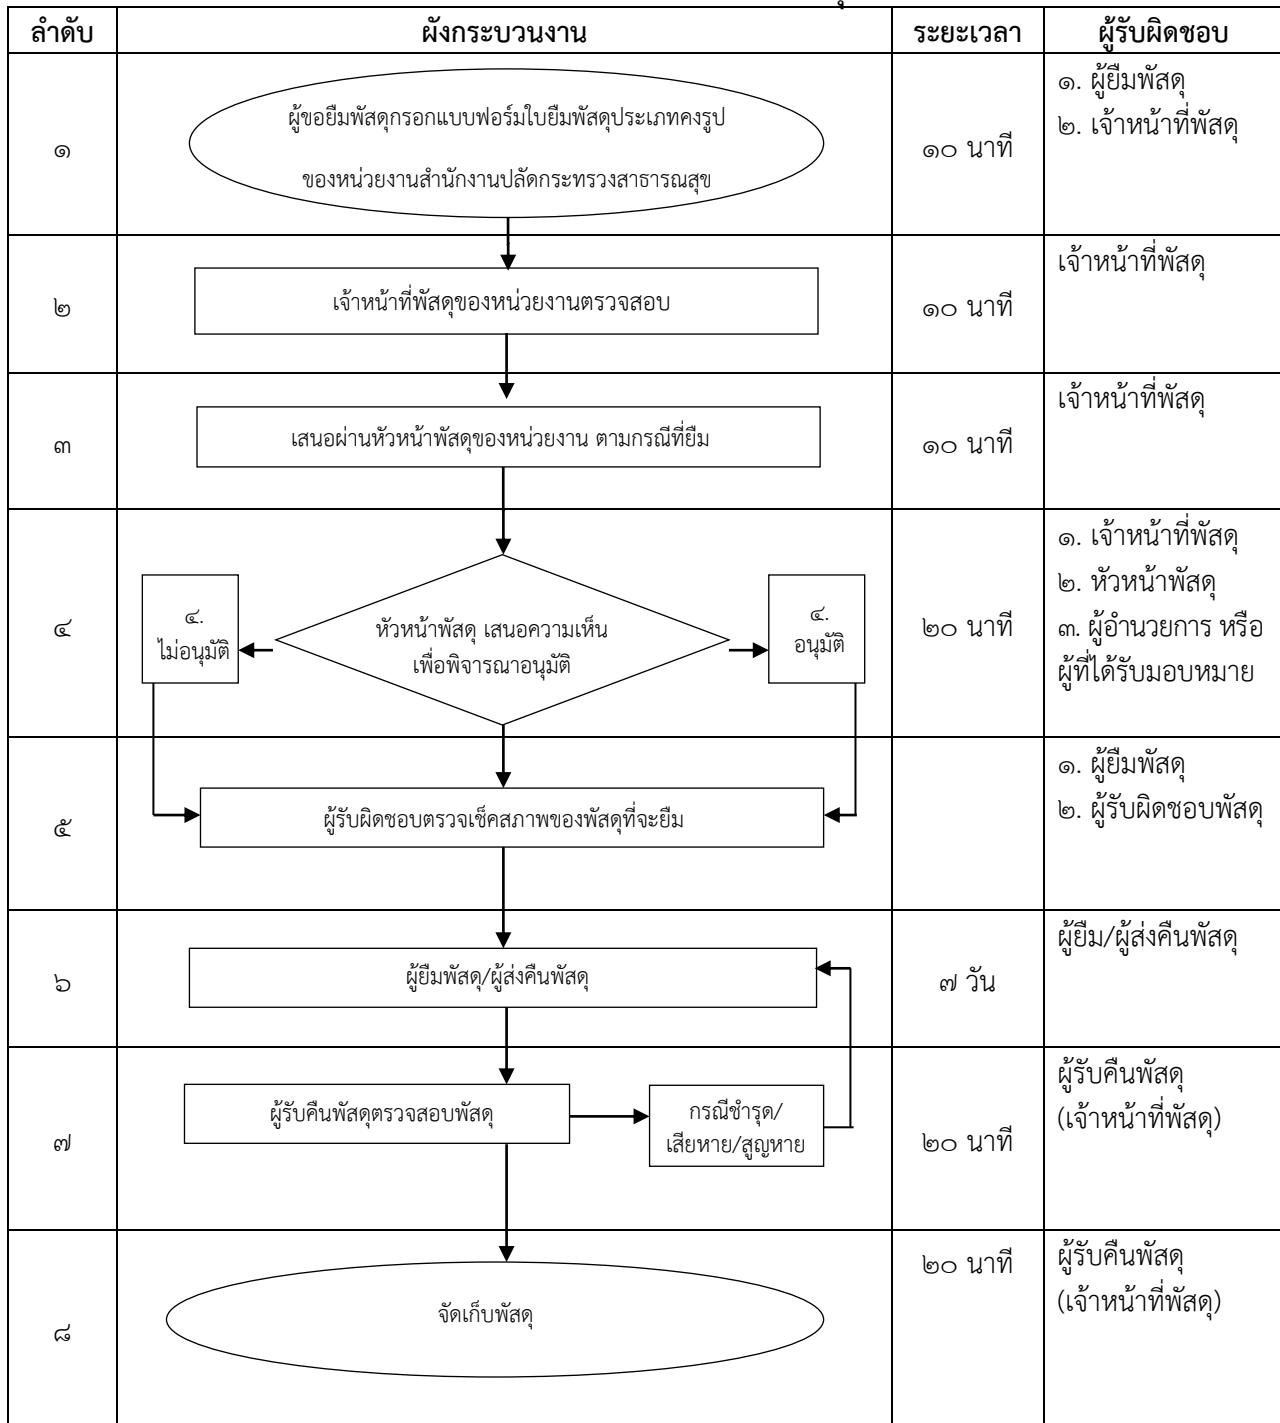 ลำดับ ผังกระบวนงาน ระยะเวลา ผู้รับผิดชอบ
๑
ผู้ขอยืมพัสดุกรอกแบบฟอร์มใบยืมพัสดุประเภทคงรูป
ของหน่วยงานสำนักงานปลัดกระทรวงสาธารณสุข
๑๐ นาที
๑. ผู้ยืมพัสดุ
๒. เจ้าหน้าที่พัสดุ
๒
เจ้าหน้าที่พัสดุของหน่วยงานตรวจสอบ
๑๐ นาที
เจ้าหน้าที่พัสดุ
๓
เสนอผ่านหัวหน้าพัสดุของหน่วยงาน ตามกรณีที่ยืม
๑๐ นาที
เจ้าหน้าที่พัสดุ
๔
๔.
ไม่อนุมัติ
หัวหน้าพัสดุ เสนอความเห็น
เพื่อพิจารณาอนุมัติ
๔.
อนุมัติ
๒๐ นาที
๑. เจ้าหน้าที่พัสดุ
๒. หัวหน้าพัสดุ
๓. ผู้อำนวยการ หรือ
ผู้ที่ได้รับมอบหมาย
๕
ผู้รับผิดชอบตรวจเช็คสภาพของพัสดุที่จะยืม
๑. ผู้ยืมพัสดุ
๒. ผู้รับผิดชอบพัสดุ
๖
ผู้ยืมพัสดุ/ผู้ส่งคืนพัสดุ
๗ วัน
ผู้ยืม/ผู้ส่งคืนพัสดุ
๗
ผู้รับคืนพัสดุตรวจสอบพัสดุ
กรณีชำรุด/
เสียหาย/สูญหาย
๒๐ นาที
ผู้รับคืนพัสดุ
(เจ้าหน้าที่พัสดุ)
๘
จัดเก็บพัสดุ
๒๐ นาที
ผู้รับคืนพัสดุ
(เจ้าหน้าที่พัสดุ)